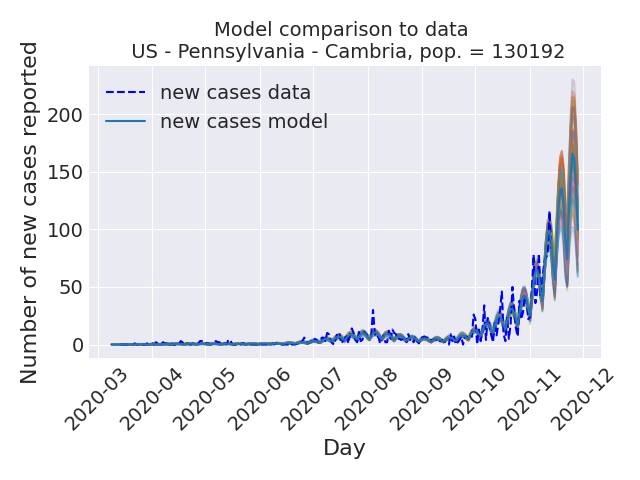 Model comparison to data
US - Pennsylvania - Cambria, pop. = 130192
Number of new cases reported
200
150
100
50
0
new cases data
new cases model
2020-03
2020-04
2020-05
2020-06
2020-07
2020-08
2020-09
2020-10
2020-11
2020-12
Day